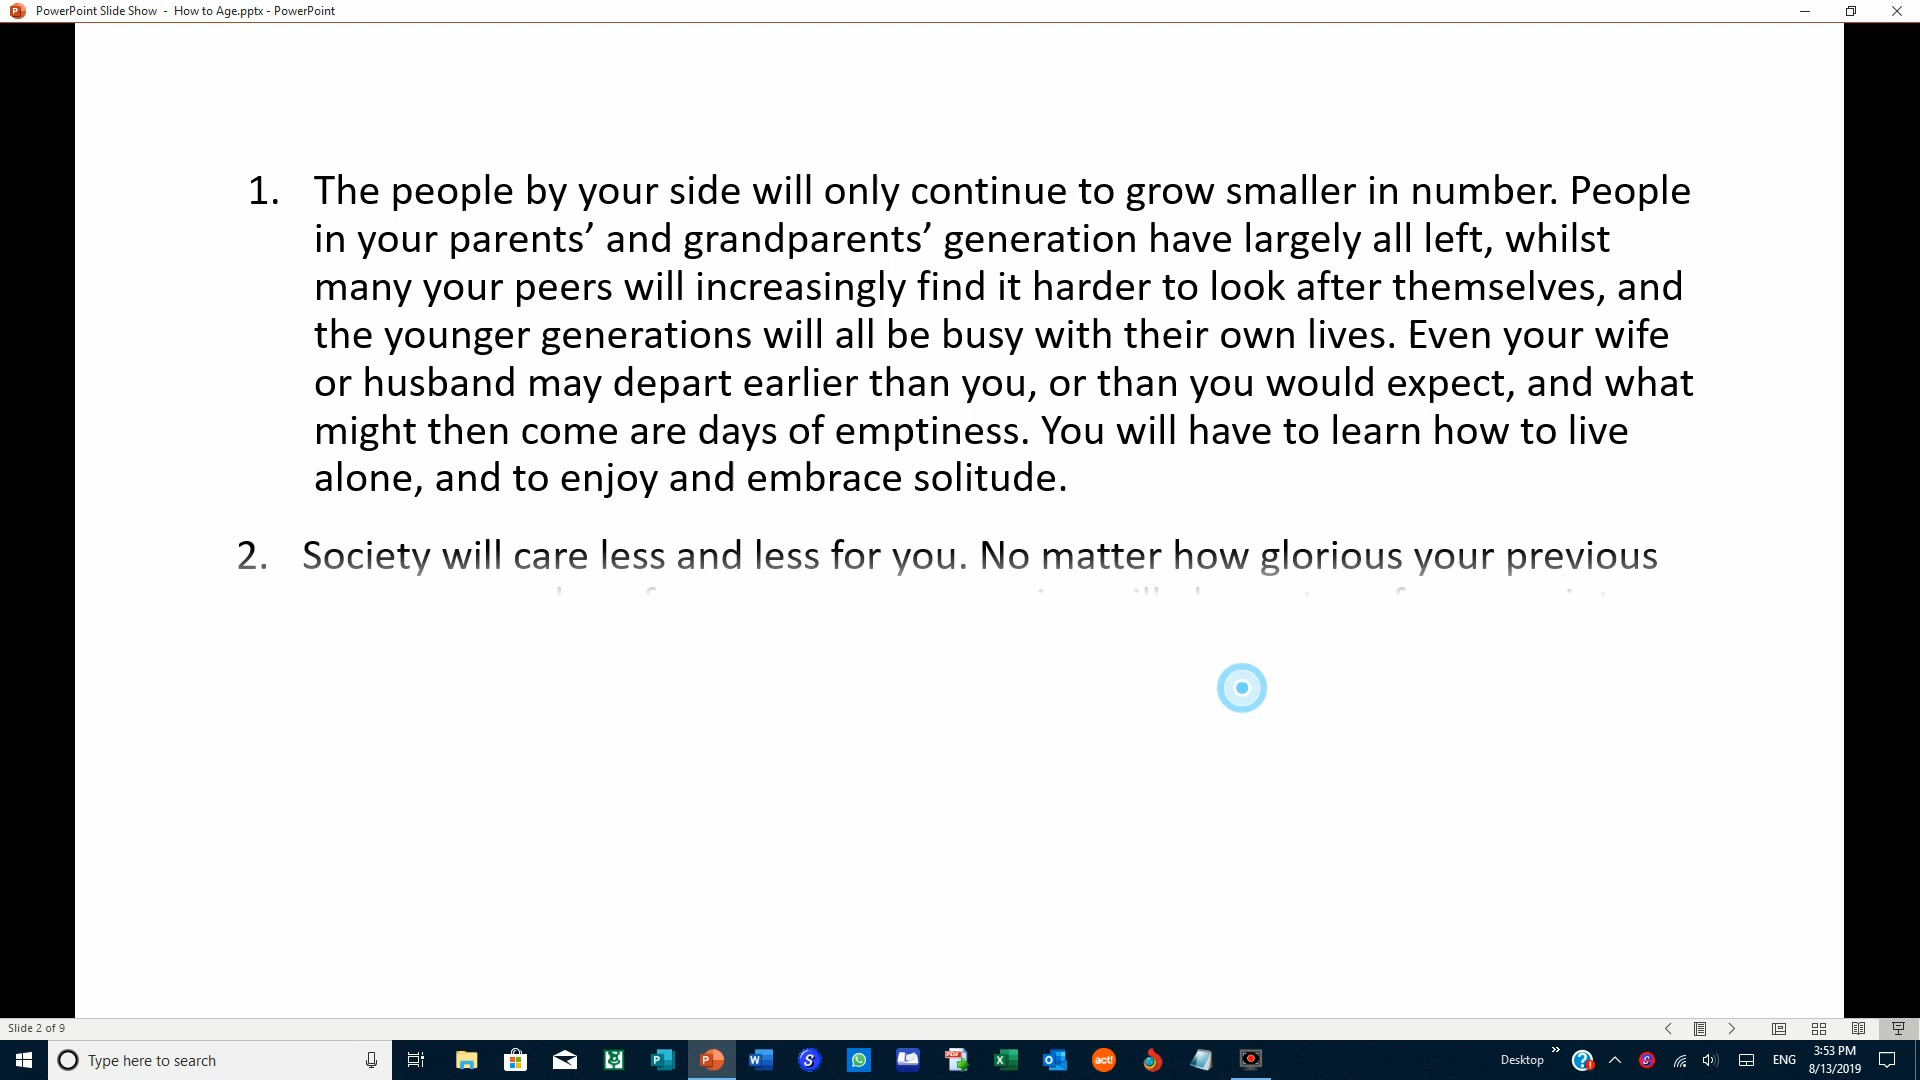 PowerPoint Slide Show - How to Age.pptx - PowerPoint
1. The people by your side will only continue to grow smaller in number. People
in your parents’ and grandparents’ generation have largely all left, whilst
many your peers will increasingly find it harder to look after themselves, and
the younger generations will all be busy with their own lives. Even your wife
or husband may depart earlier than you, or than you would expect, and what
might then come are days of emptiness. You will have to learn how to live
alone, and to enjoy and embrace solitude.
2. Society will care less and less for you. No matter how glorious your previous
Slide 2 of 9
Type here to search
Desktop
ENG
3:53 PM
8/13/2019